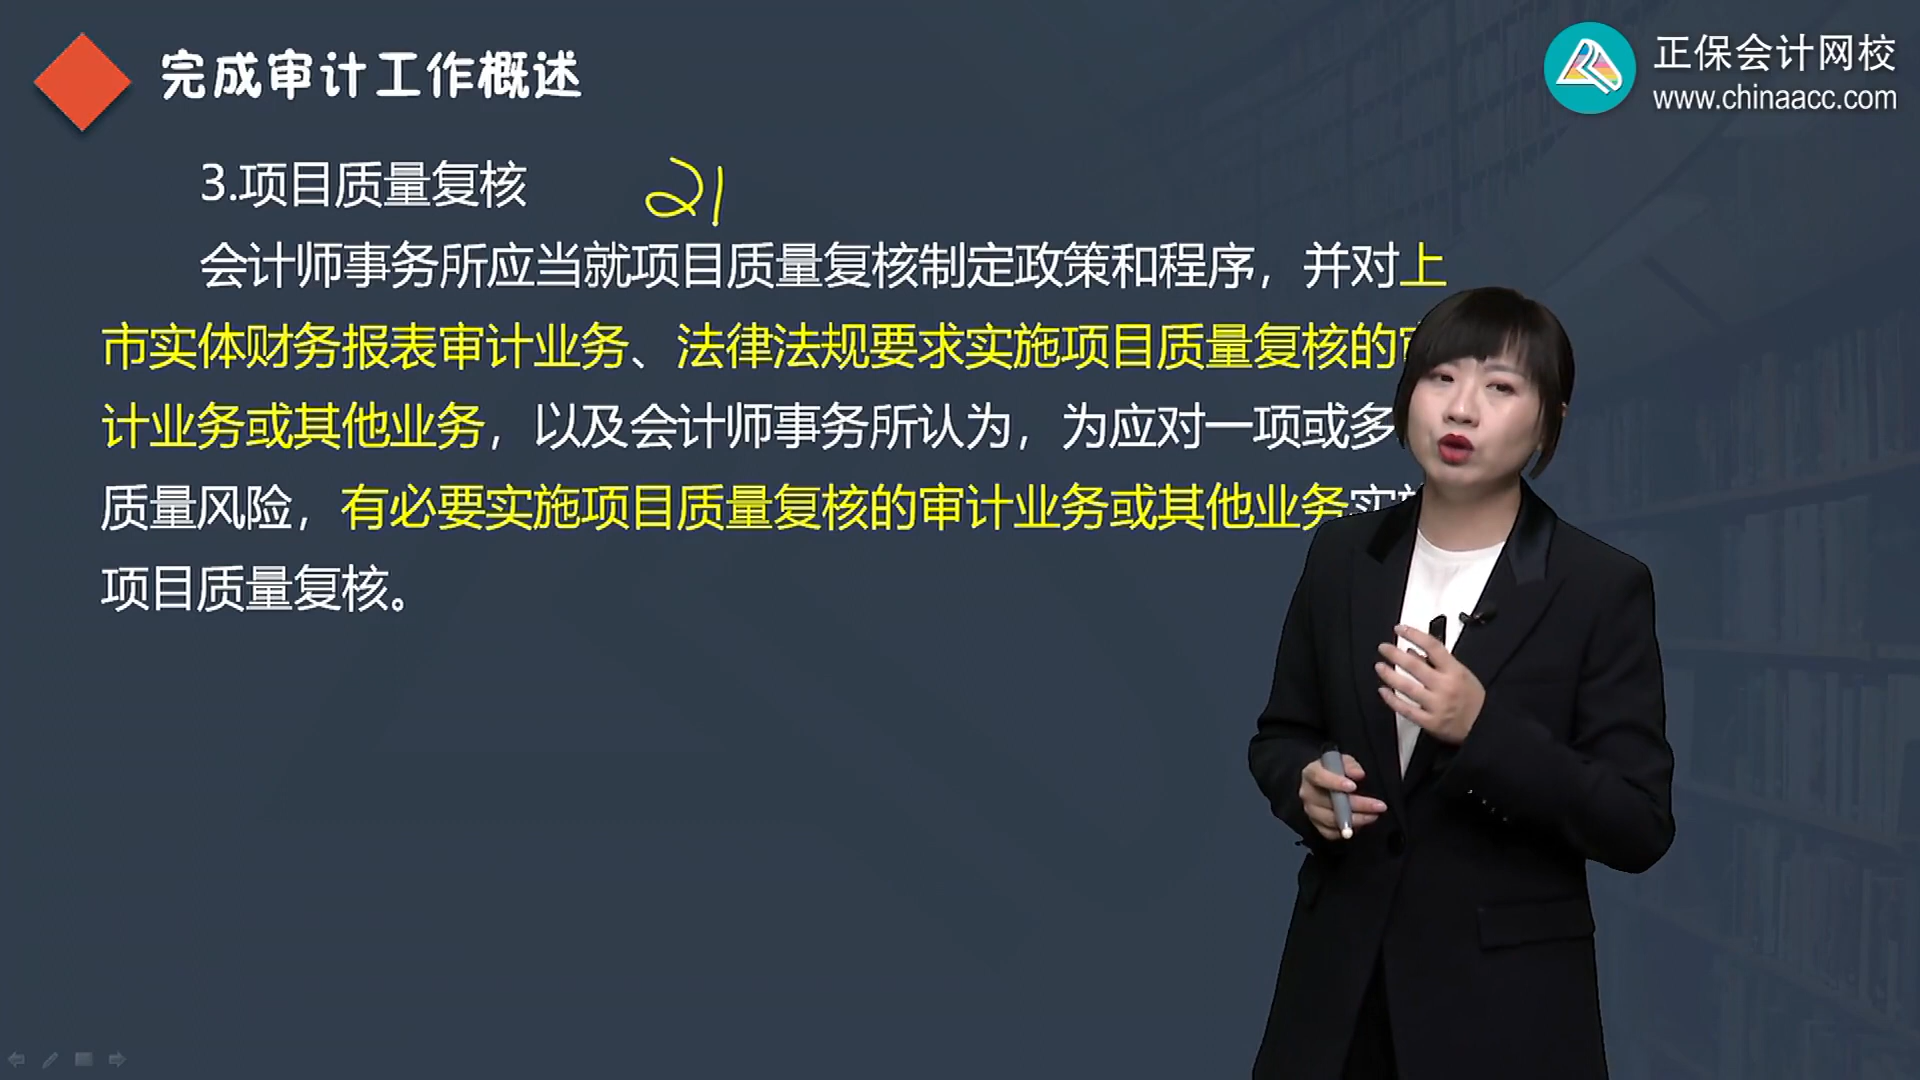 完成审计工作概述
正保会计网校
www.chinaacc.com
3.项目质量复核 21
会计师事务所应当就项目质量复核制定政策和程序，并对上
市实体财务报表审计业务、法律法规要求实施项目质量复核的
计业务或其他业务，以及会计师事务所认为，为应对一项或多
质量风险，有必要实施项目质量复核的审计业务或其他业务实
项目质量复核。